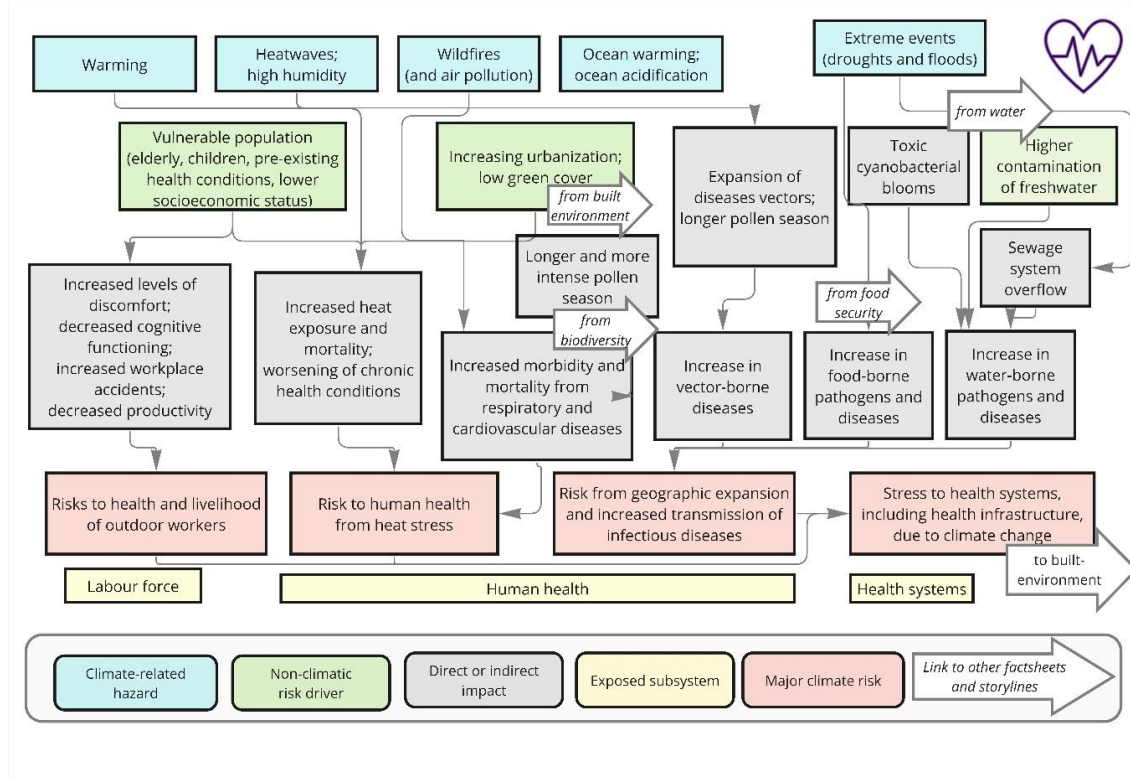 Warming
Heatwaves;
high humidity
Wildfires
(and air pollution)
Ocean warming;
ocean acidification
Extreme events
(droughts and floods)
from water
Vulnerable population
(elderly, children, pre-existing
health conditions, lower
socioeconomic status)
Increasing urbanization;
low green cover
from built
environment
Expansion of
diseases vectors;
longer pollen season
Toxic
cyanobacterial
blooms
Higher
contamination
of freshwater
Longer and more
intense pollen
season
Sewage
system
overflow
from
biodiversity
from food
security
Increased levels of
discomfort;
decreased cognitive
functioning;
increased workplace
accidents;
decreased productivity
Increased heat
exposure and
mortality;
worsening of chronic
health conditions
Increased morbidity and
mortality from
respiratory and
cardiovascular diseases
Increase in
vector-borne
diseases
Increase in
food-borne
pathogens and
diseases
Increase in
water-borne
pathogens and
diseases
Risks to health and livelihood
of outdoor workers
Risk to human health
from heat stress
Risk from geographic expansion
and increased transmission of
infectious diseases
Stress to health systems,
including health infrastructure,
due to climate change
to built-
environment
Labour force
Human health
Health systems
Climate-related
hazard
Non-climatic
risk driver
Direct or indirect
impact
Exposed subsystem
Major climate risk
Link to other factsheets
and storylines